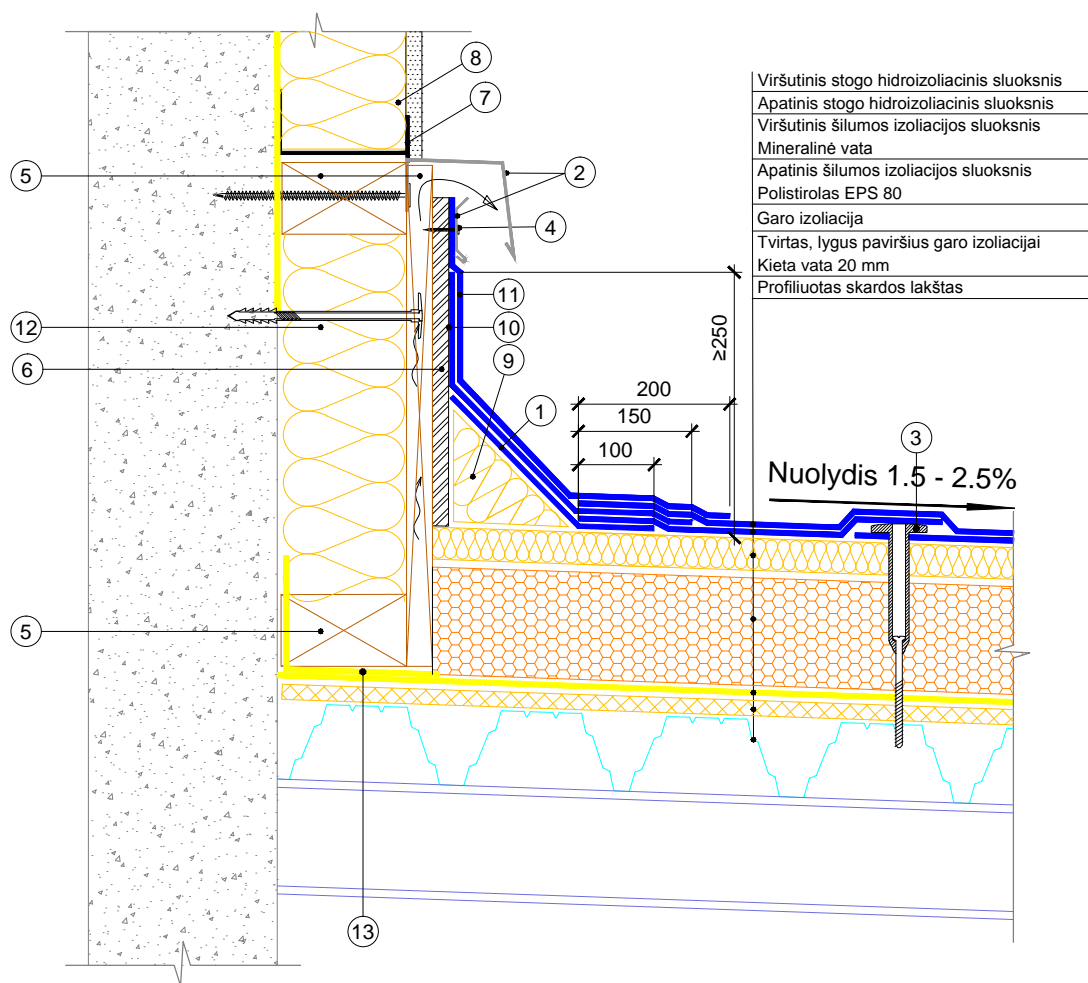 8
7
Viršutinis stogo hidroizoliacinis sluoksnis
Apatinis stogo hidroizoliacinis sluoksnis
Viršutinis šilumos izoliacijos sluoksnis
Mineralinė vata
Apatinis šilumos izoliacijos sluoksnis
Polistirolas EPS 80
Garo izoliacija
Tvirtas, lygus paviršius garo izoliacijai
Kieta vata 20 mm
Profiliuotas skardos lakštas
5
2
4
11
12
10
≥250
6
9
200
1
150
3
100
Nuolydis 1.5 - 2.5%
5
13